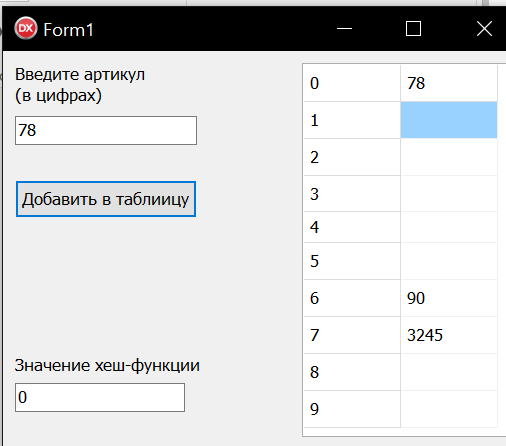 DX Form1
Введите артикул
(в цифрах)
78
Добавить в таблиицу
Значение хеш-функции
0
0 78
1
2
3
4
5
6 90
7 3245
8
9